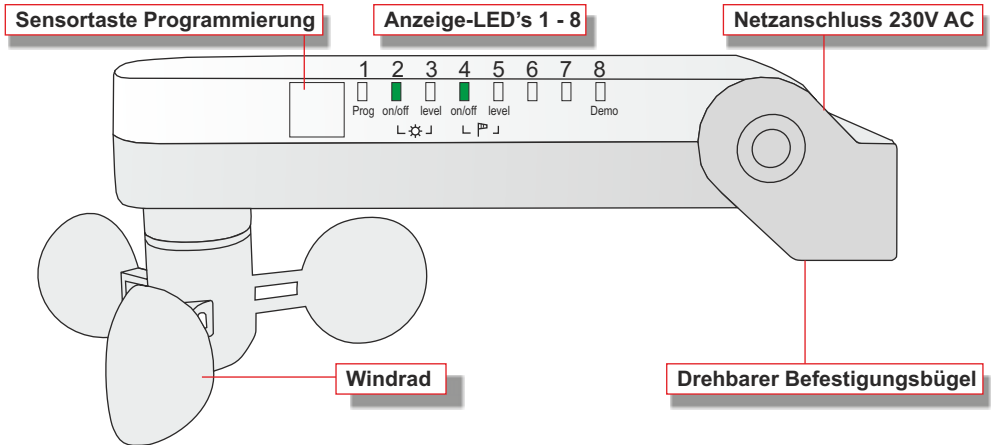 Sensortaste Programmierung
Anzeige-LED's 1 - 8
Netzanschluss 230V AC
1 2 3 4 5 6 7 8
Prog on/off level on/off level Demo
Windrad
Drehbarer Befestigungsbügel